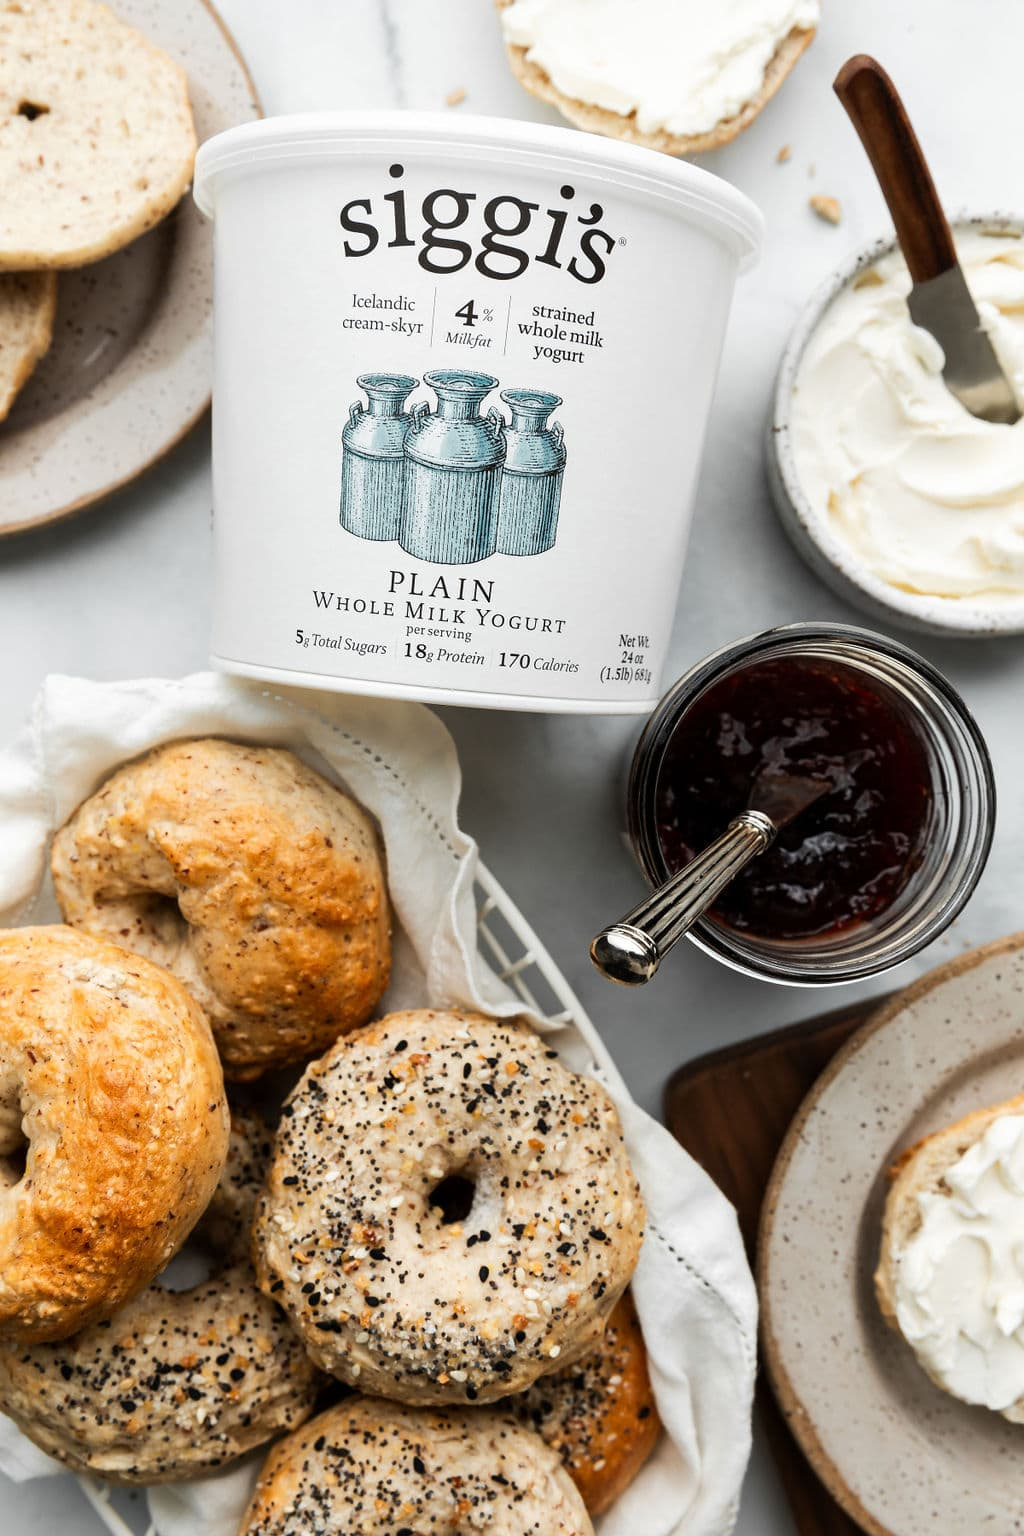 siggi's®
Icelandic
cream-skyr
4%
Milkfat
strained
whole milk
yogurt
PLAIN
WHOLE MILK YOGURT
per serving
5g Total Sugars
18g Protein
170 Calories
Net Wt.
24 oz
(1.5lb) 681g